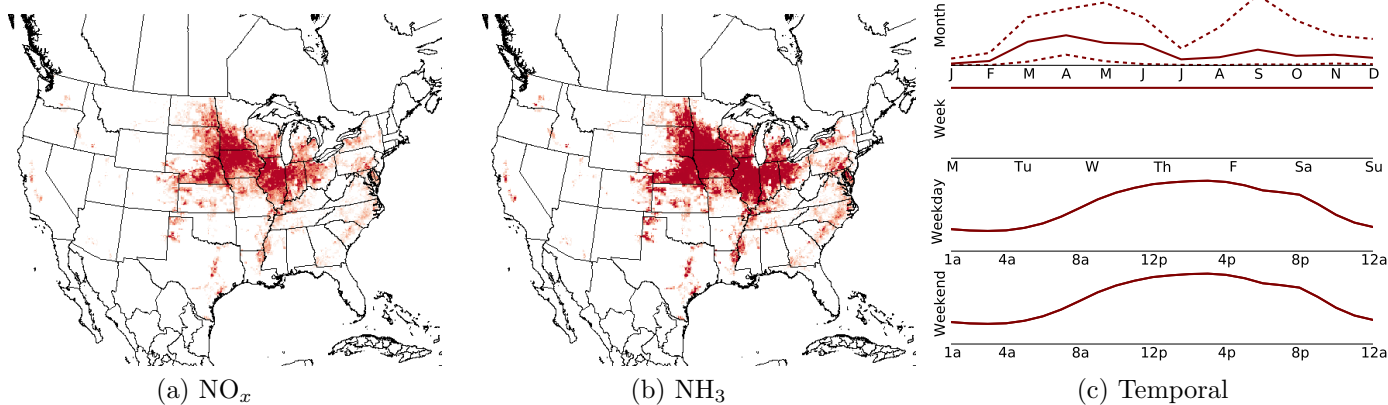 Month
J F M A M J J A S O N D
Week
M Tu W Th F Sa Su
Weekday
1a 4a 8a 12p 4p 8p 12a
Weekend
1a 4a 8a 12p 4p 8p 12a
(a) NOₓ
(b) NH₃
(c) Temporal